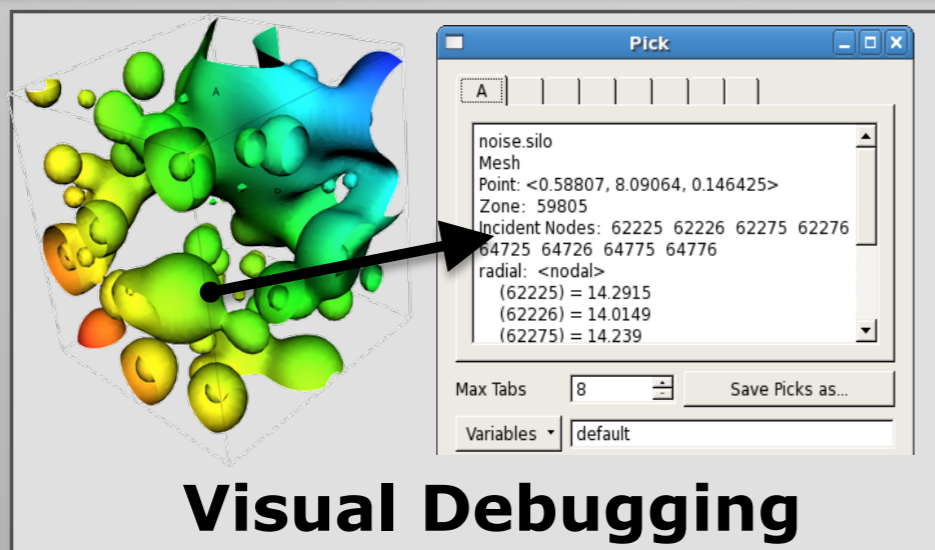 Pick
A
A
noise.silo
Mesh
Point: <0.58807, 8.09064, 0.146425>
Zone: 59805
Incident Nodes: 62225 62226 62275 62276
64725 64726 64775 64776
radial: <nodal>
(62225) = 14.2915
(62226) = 14.0149
(62275) = 14.239
Max Tabs
8
Save Picks as...
Variables
default
Visual Debugging